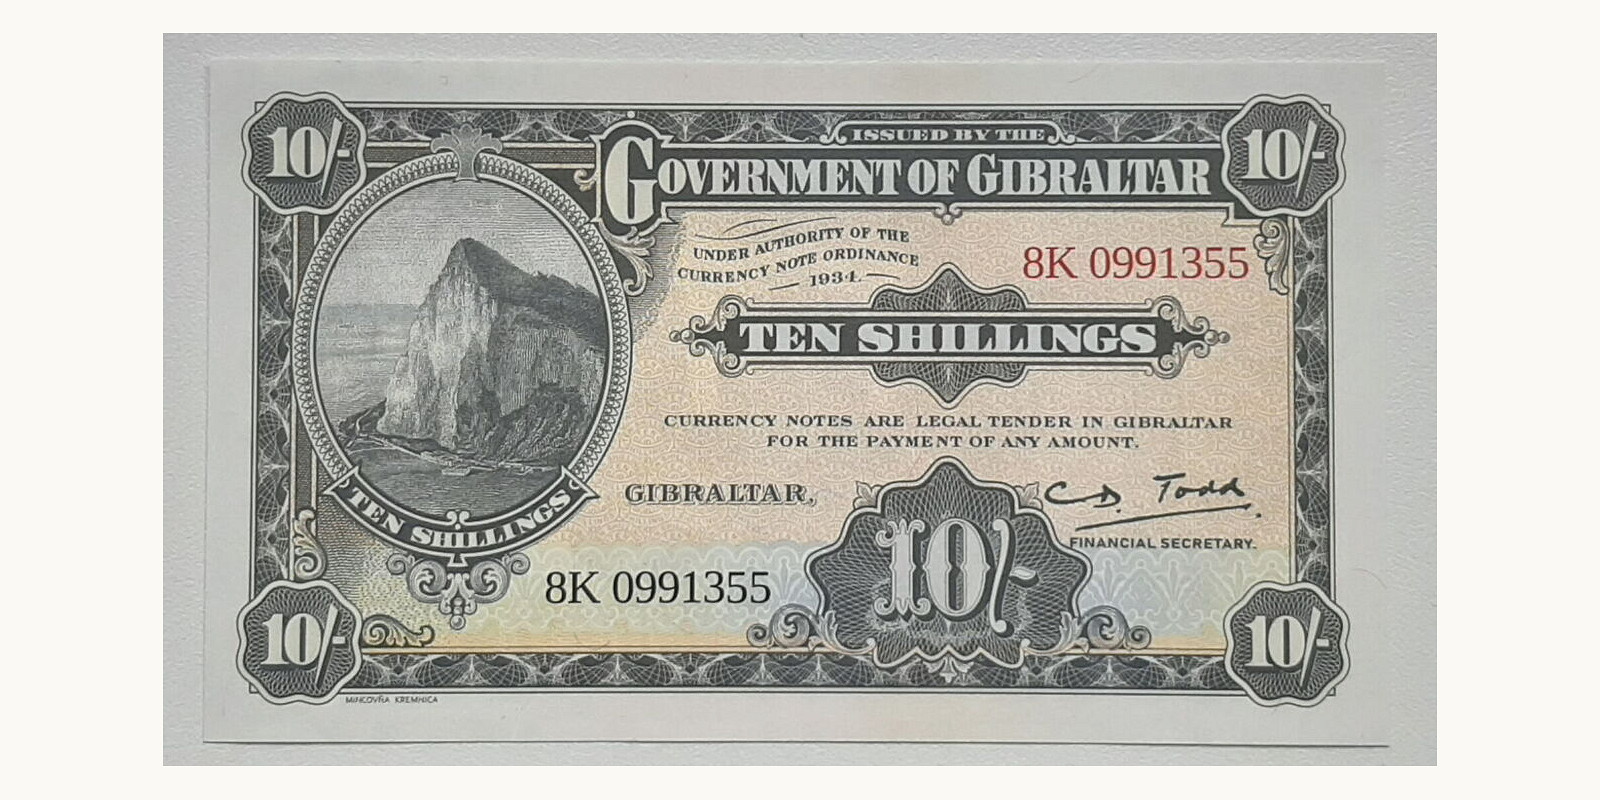 10/-
10/-
ISSUED BY THE
GOVERNMENT OF GIBRALTAR
UNDER AUTHORITY OF THE
CURRENCY NOTE ORDINANCE
1934.
8K 0991355
TEN SHILLINGS
CURRENCY NOTES ARE LEGAL TENDER IN GIBRALTAR
FOR THE PAYMENT OF ANY AMOUNT.
GIBRALTAR,
C.D. Todd
FINANCIAL SECRETARY.
TEN SHILLINGS
8K 0991355
10/-
10/-
10/-
MINCOVŇA KREMNICA